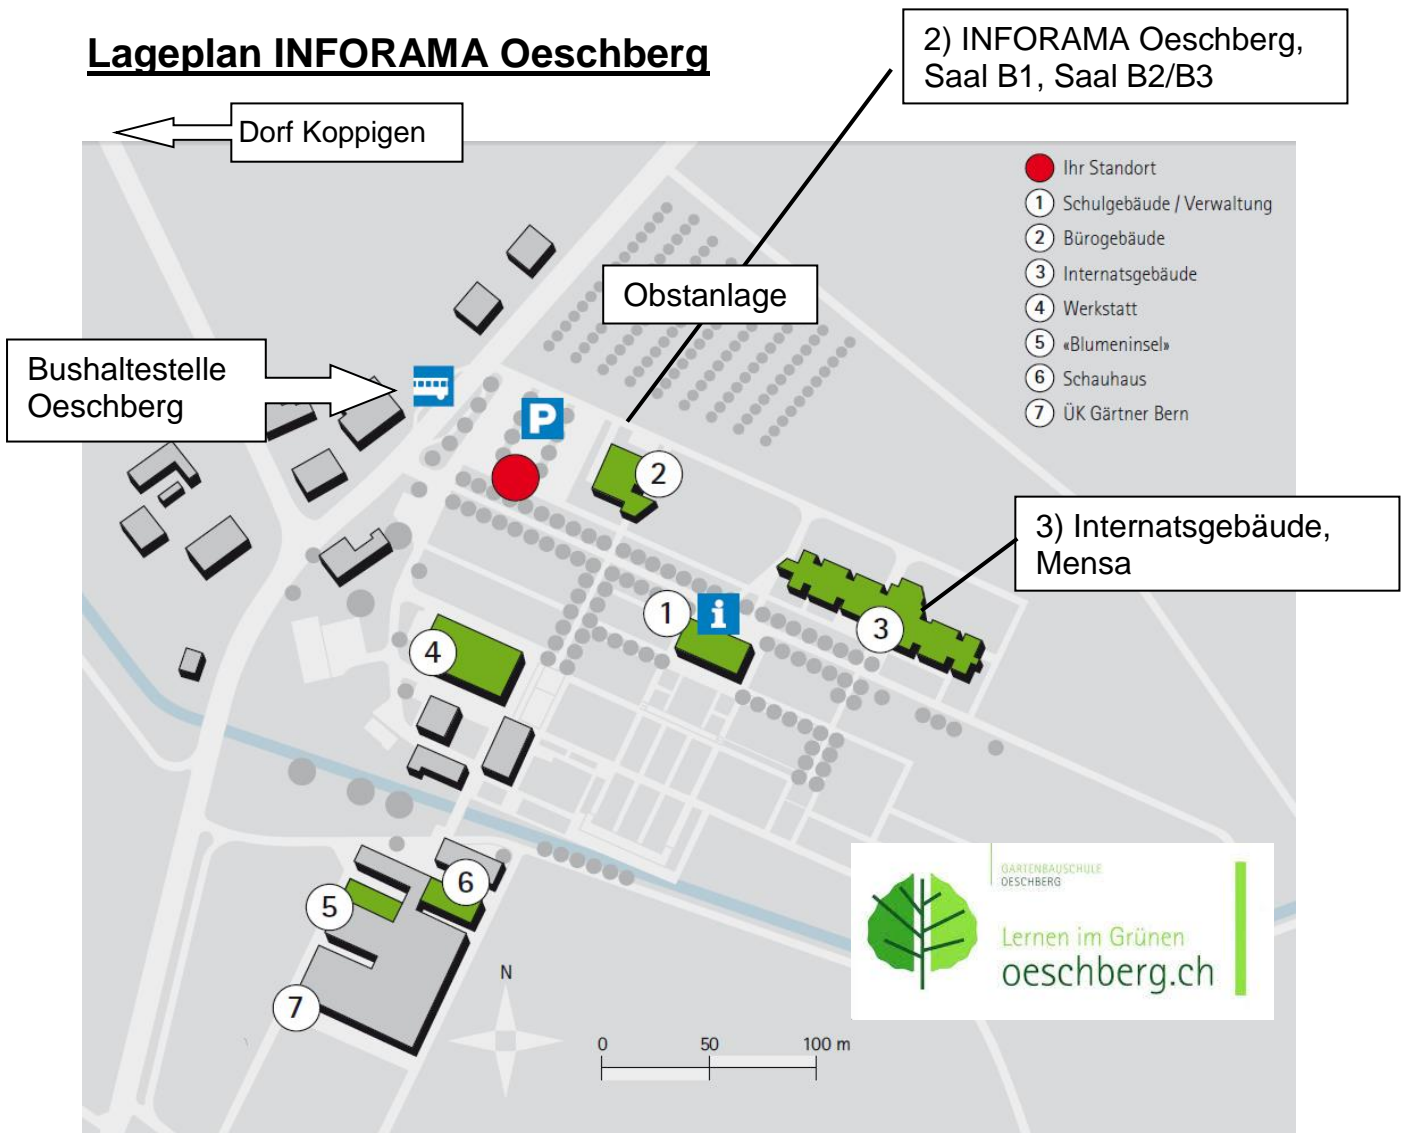 Lageplan INFORAMA Oeschberg
2) INFORAMA Oeschberg,
Saal B1, Saal B2/B3
Dorf Koppigen
Ihr Standort
1 Schulgebäude / Verwaltung
2 Bürogebäude
3 Internatsgebäude
4 Werkstatt
5 «Blumeninsel»
6 Schauhaus
7 ÜK Gärtner Bern
Obstanlage
Bushaltestelle
Oeschberg
P
2
3) Internatsgebäude,
Mensa
1
i
3
4
6
5
7
N
0 50 100 m
GARTENBAUSCHULE
OESCHBERG
Lernen im Grünen
oeschberg.ch